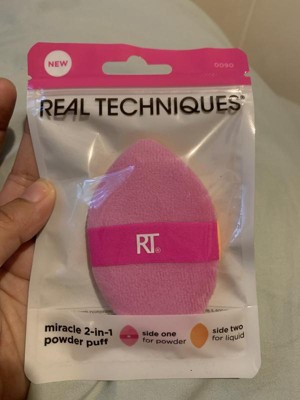 NEW
REAL TECHNIQUES®
RT®
miracle 2-in-1
powder puff
side one
for powder
side two
for liquid